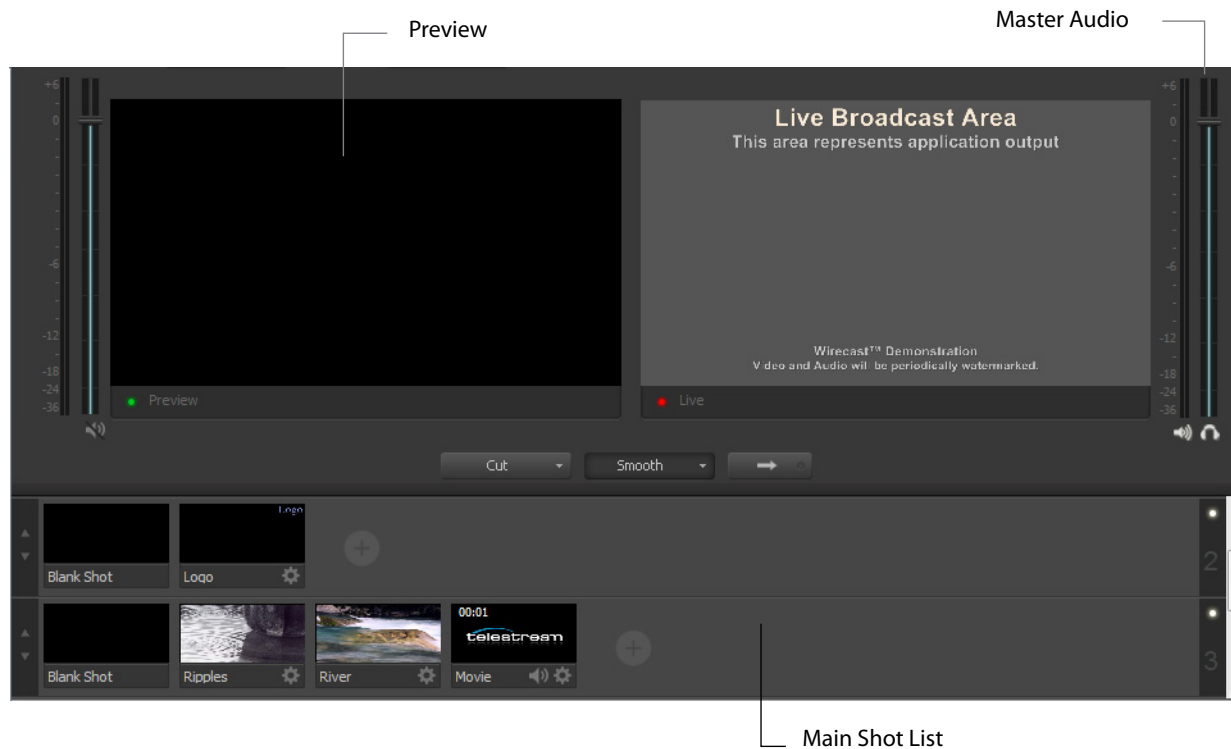 Preview
Master Audio
+6
0
-6
-12
-18
-24
-36
Live Broadcast Area
This area represents application output
Wirecast™ Demonstration
Video and Audio will be periodically watermarked.
+6
0
-6
-12
-18
-24
-36
Preview
Live
Cut
Smooth
Logo
Blank Shot
Logo
2
00:01
telestream
Blank Shot
Ripples
River
Movie
3
Main Shot List